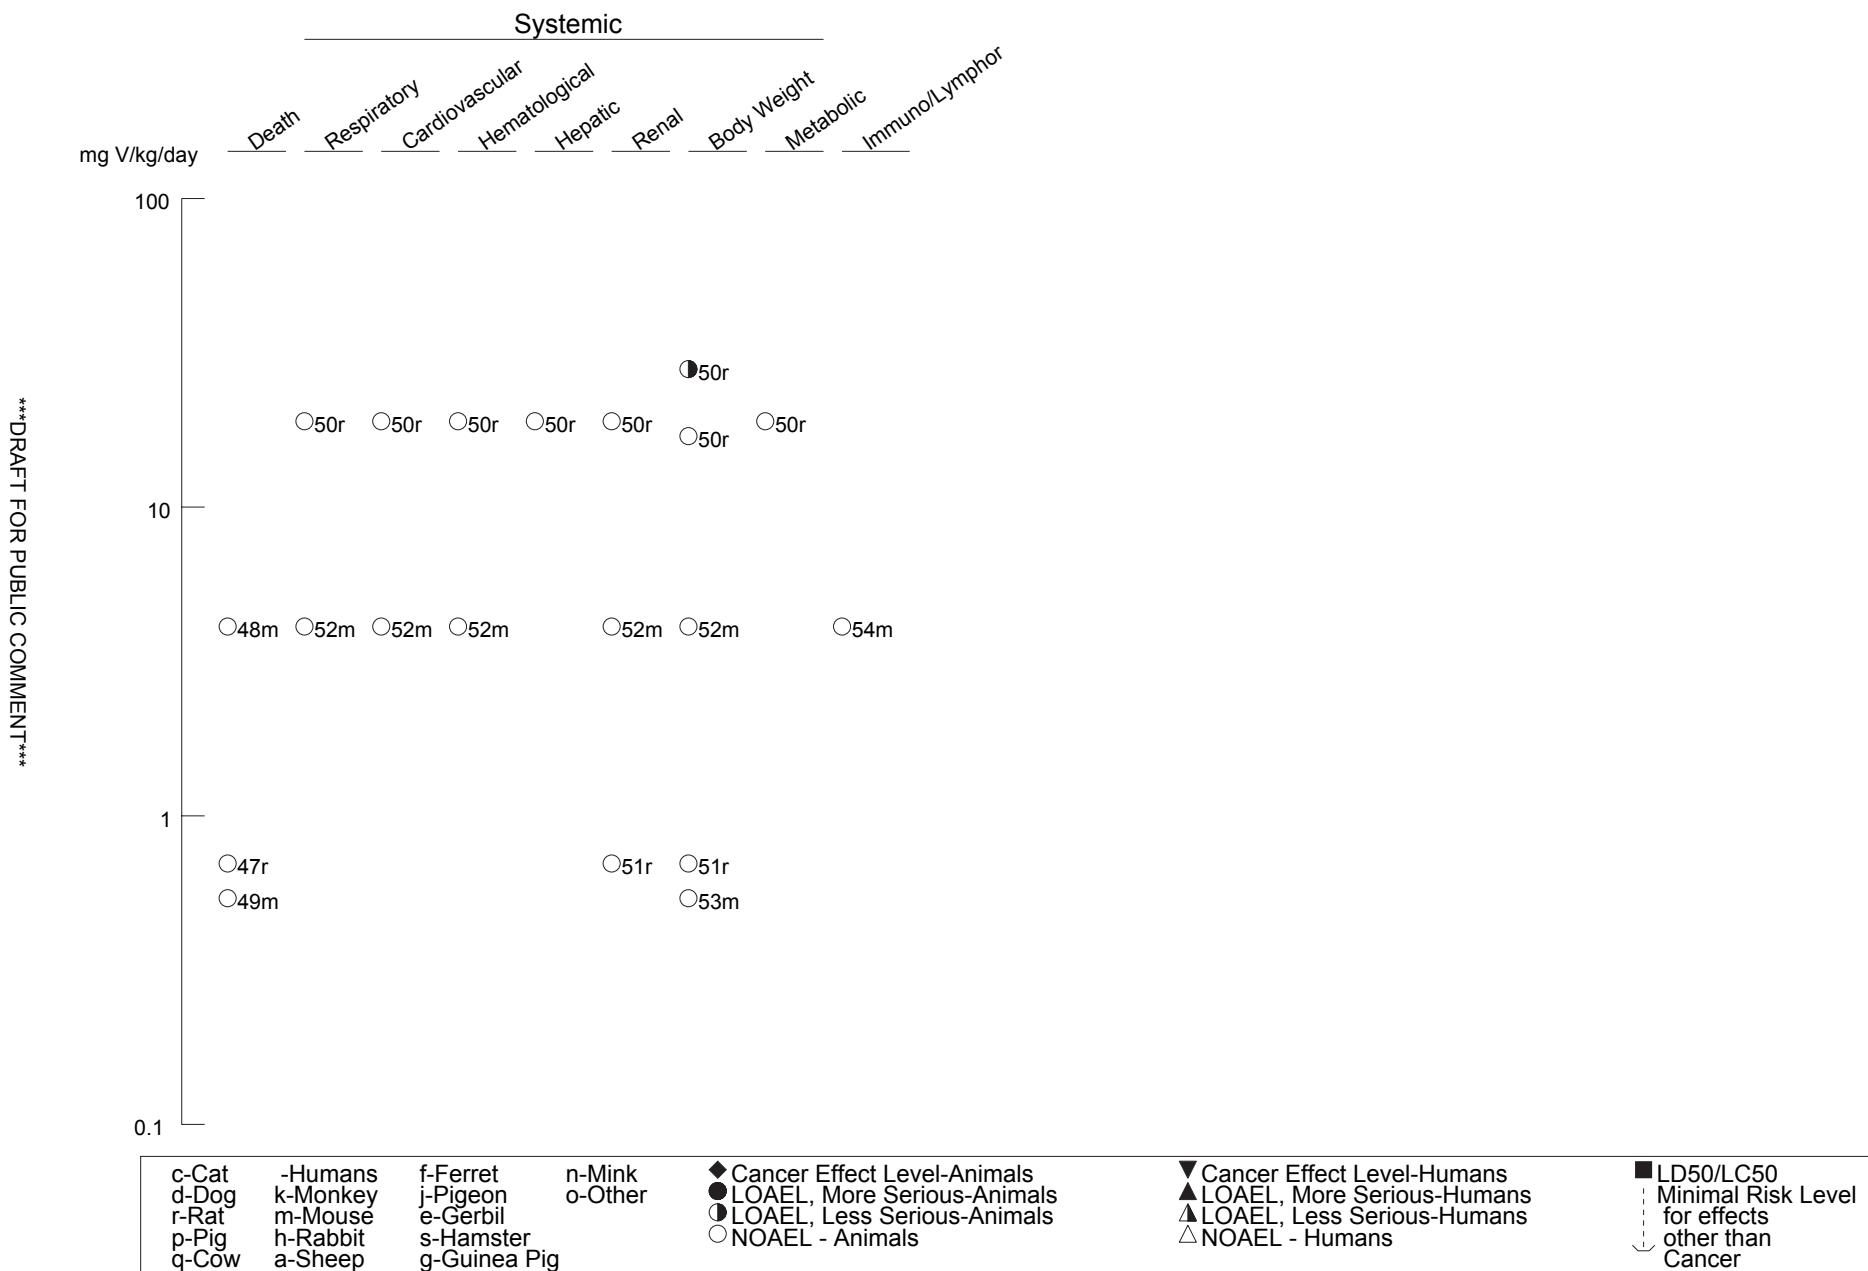 Systemic
Death
Respiratory
Cardiovascular
Hematological
Hepatic
Renal
Body Weight
Metabolic
Immuno/Lymphor
mg V/kg/day
100
50r
50r 50r 50r 50r 50r 50r
50r
10
48m 52m 52m 52m 52m 52m 54m
1
47r 51r 51r
49m 53m
0.1
***DRAFT FOR PUBLIC COMMENT***
c-Cat -Humans f-Ferret n-Mink Cancer Effect Level-Animals Cancer Effect Level-Humans LD50/LC50
d-Dog k-Monkey j-Pigeon o-Other LOAEL, More Serious-Animals LOAEL, More Serious-Humans Minimal Risk Level
r-Rat m-Mouse e-Gerbil LOAEL, Less Serious-Animals LOAEL, Less Serious-Humans for effects
p-Pig h-Rabbit s-Hamster NOAEL - Animals NOAEL - Humans other than
q-Cow a-Sheep g-Guinea Pig Cancer